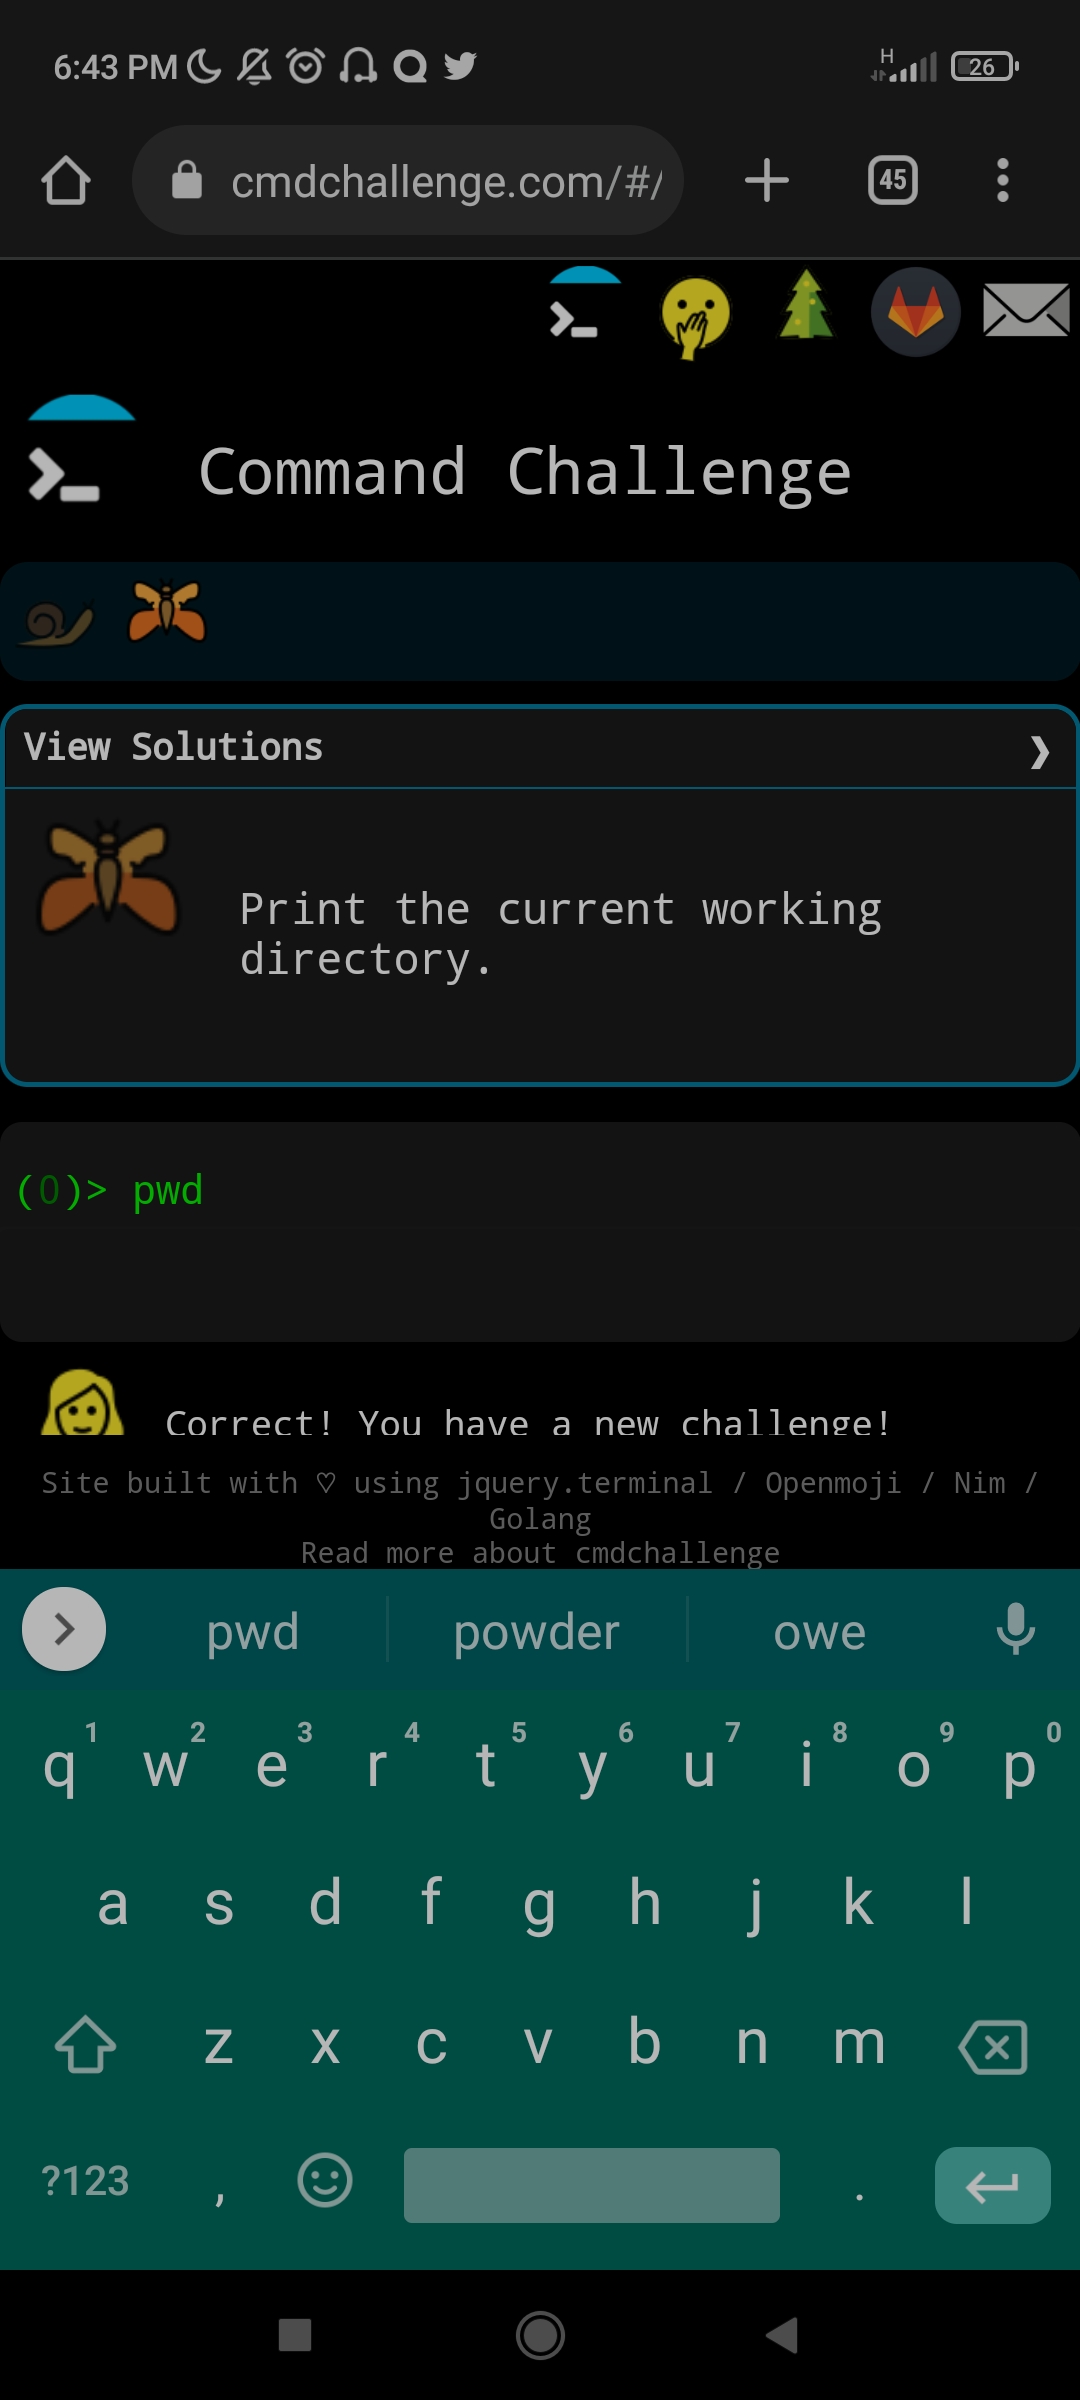 6:43 PM
H
26
cmdchallenge.com/#/
45
Command Challenge
View Solutions
Print the current working
directory.
(0)> pwd
Correct! You have a new challenge!
Site built with ♡ using jquery.terminal / Openmoji / Nim /
Golang
Read more about cmdchallenge
pwd powder owe
1 2 3 4 5 6 7 8 9 0
q w e r t y u i o p
a s d f g h j k l
z x c v b n m
?123 , .